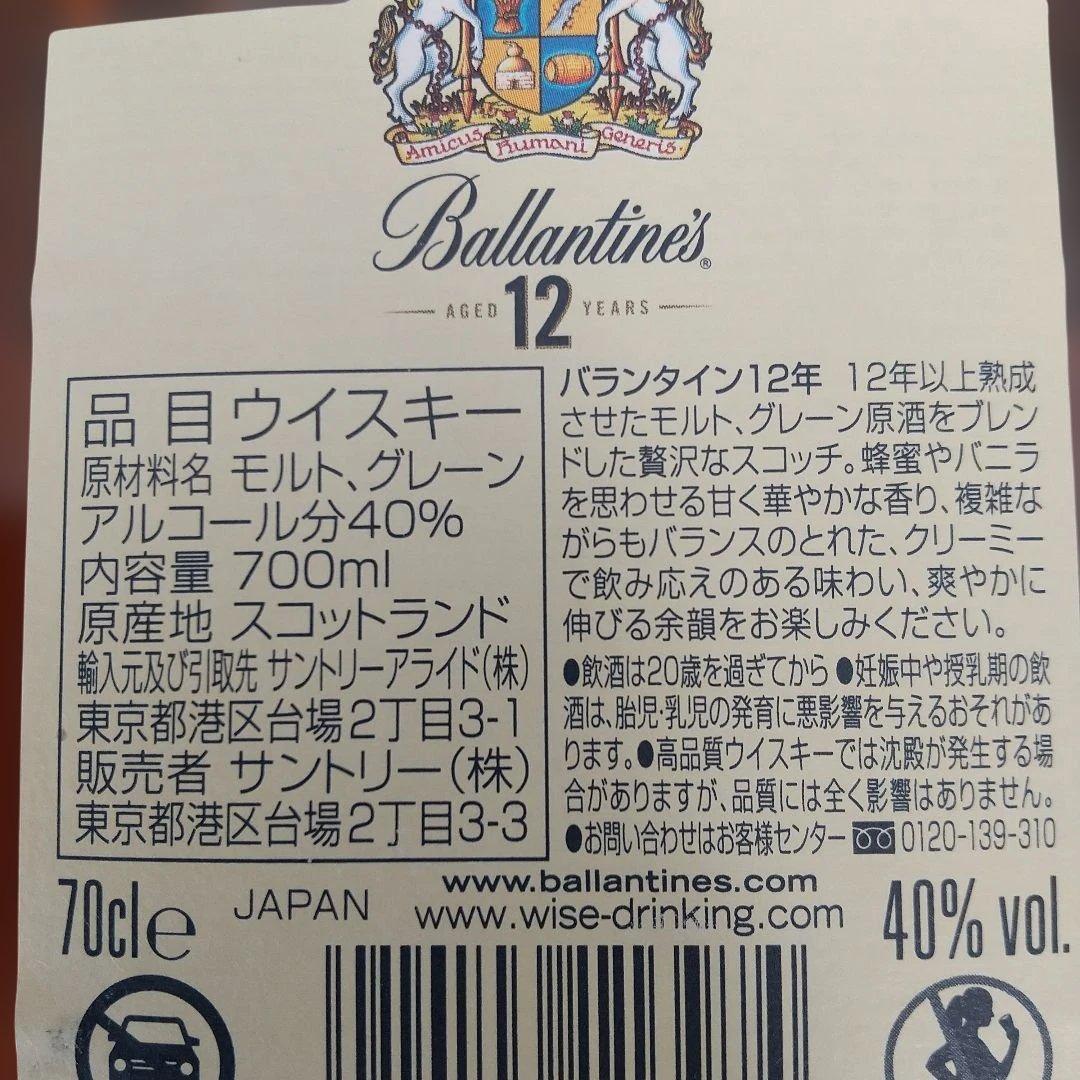 Amicus Humani Generis
Ballantine's®
AGED 12 YEARS
品目 ウイスキー
原材料名 モルト、グレーン
アルコール分40%
内容量 700ml
原産地 スコットランド
輸入元及び引取先 サントリーアライド(株)
東京都港区台場2丁目3-1
販売者 サントリー(株)
東京都港区台場2丁目3-3
バランタイン12年 12年以上熟成
させたモルト、グレーン原酒をブレン
ドした贅沢なスコッチ。蜂蜜やバニラ
を思わせる甘く華やかな香り、複雑な
がらもバランスのとれた、クリーミー
で飲み応えのある味わい、爽やかに
伸びる余韻をお楽しみください。
●飲酒は20歳を過ぎてから ●妊娠中や授乳期の飲
酒は、胎児・乳児の発育に悪影響を与えるおそれがあ
ります。●高品質ウイスキーでは沈殿が発生する場
合がありますが、品質には全く影響はありません。
●お問い合わせはお客様センター 0120-139-310
70cl e JAPAN
www.ballantines.com
www.wise-drinking.com
40% vol.